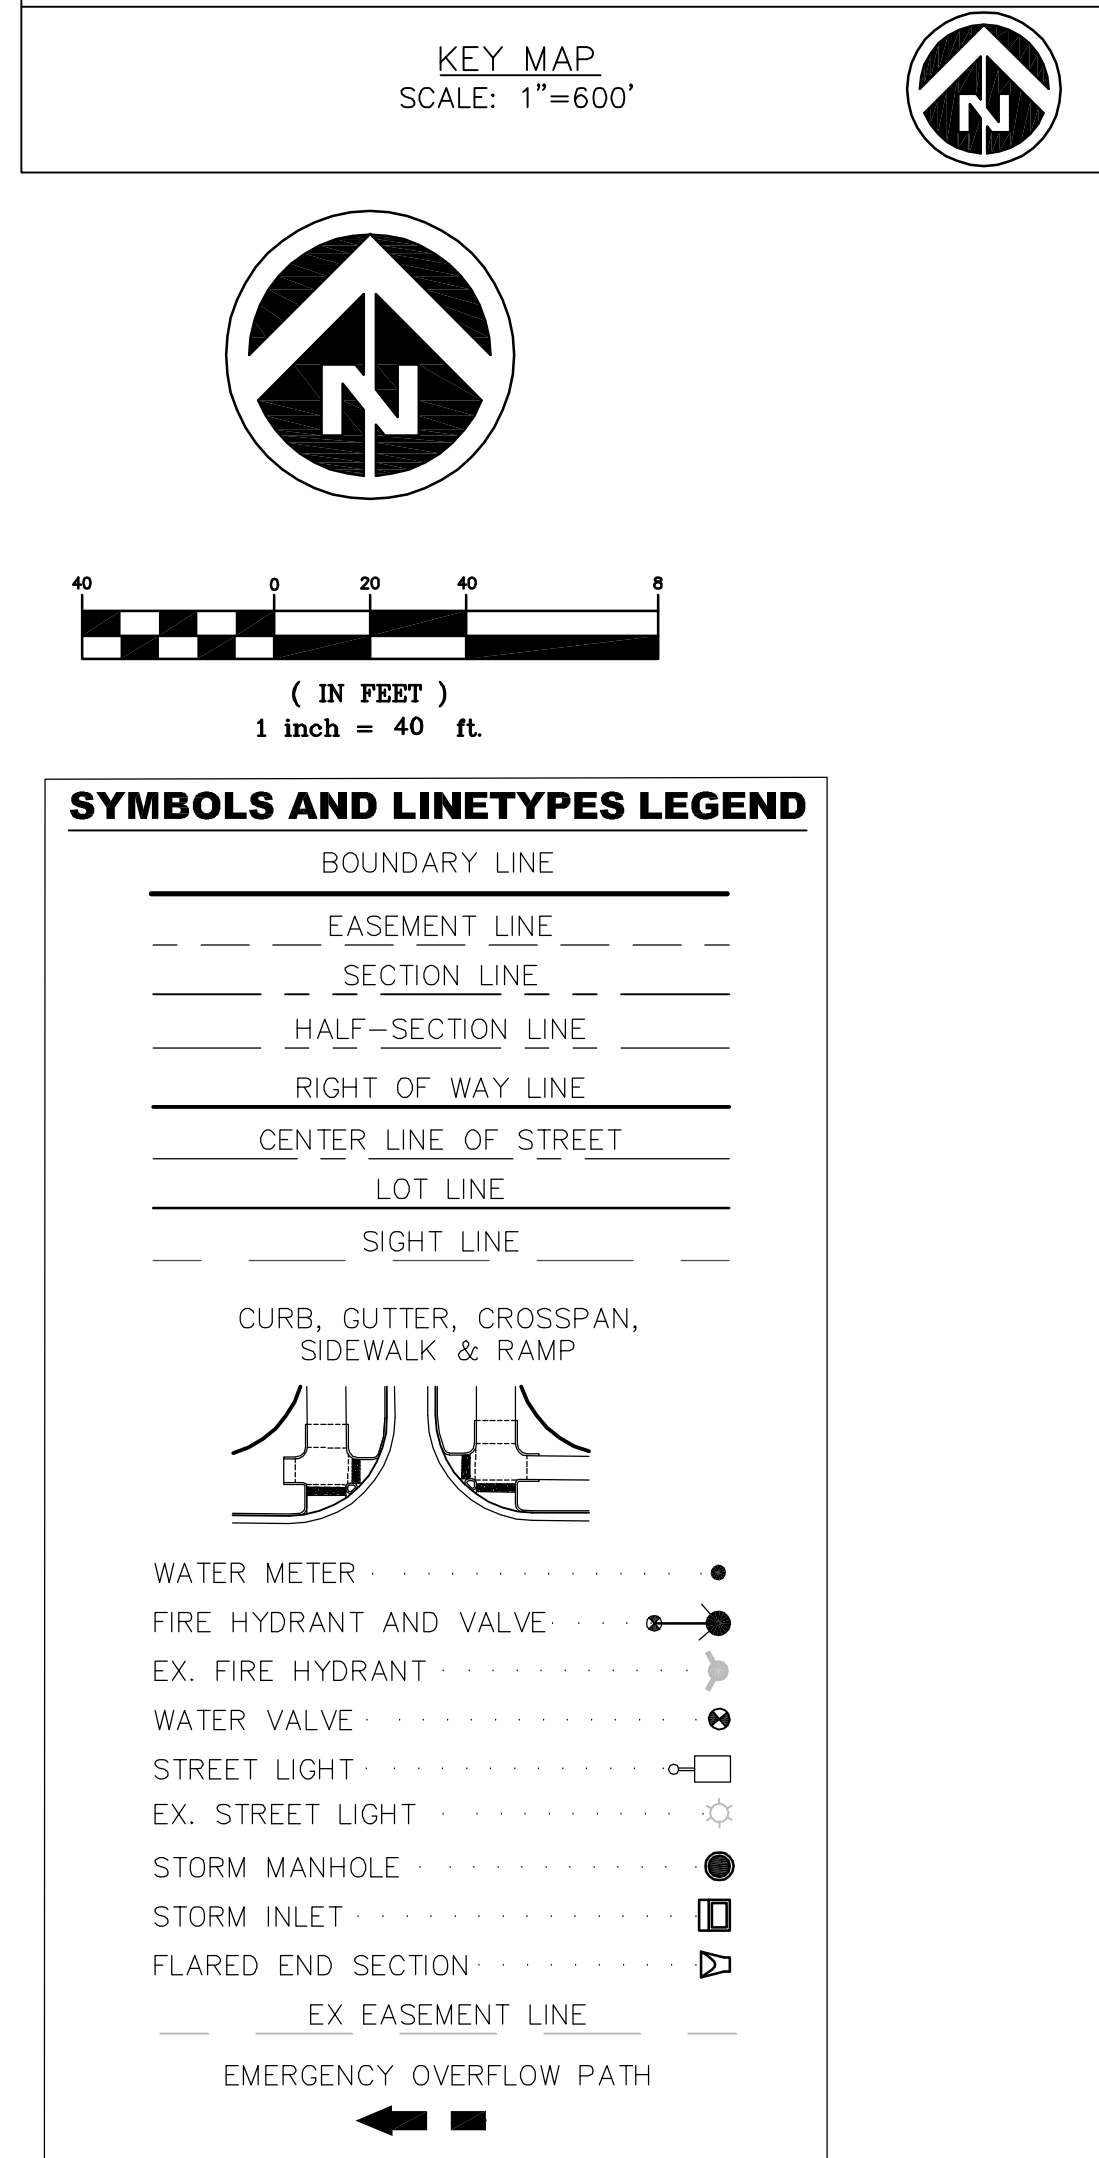 KEY MAP
SCALE: 1"=600'
N
N
40 0 20 40 8
( IN FEET )
1 inch = 40 ft.
SYMBOLS AND LINETYPES LEGEND
BOUNDARY LINE
EASEMENT LINE
SECTION LINE
HALF-SECTION LINE
RIGHT OF WAY LINE
CENTER LINE OF STREET
LOT LINE
SIGHT LINE
CURB, GUTTER, CROSSPAN,
SIDEWALK & RAMP
WATER METER
FIRE HYDRANT AND VALVE
EX. FIRE HYDRANT
WATER VALVE
STREET LIGHT
EX. STREET LIGHT
STORM MANHOLE
STORM INLET
FLARED END SECTION
EX EASEMENT LINE
EMERGENCY OVERFLOW PATH